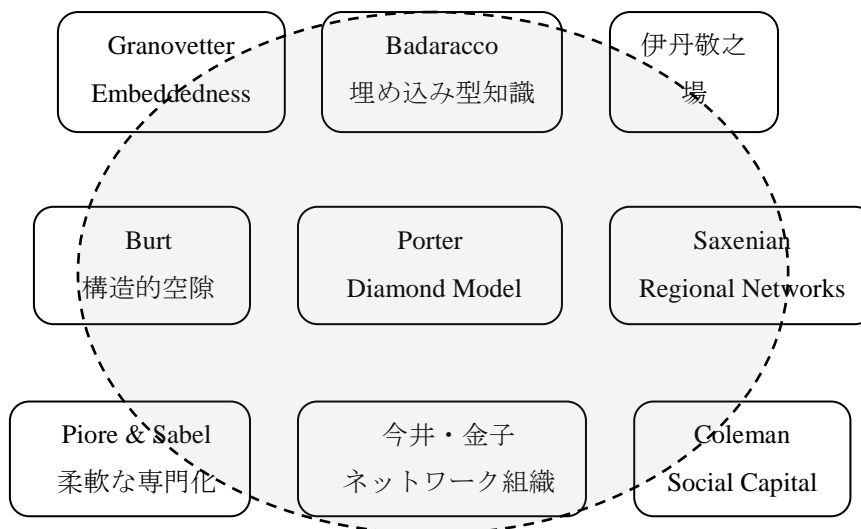 Granovetter
Embeddedness
Badaracco
埋め込み型知識
伊丹敬之
場
Burt
構造的空隙
Porter
Diamond Model
Saxenian
Regional Networks
Piore & Sabel
柔軟な専門化
今井・金子
ネットワーク組織
Coleman
Social Capital